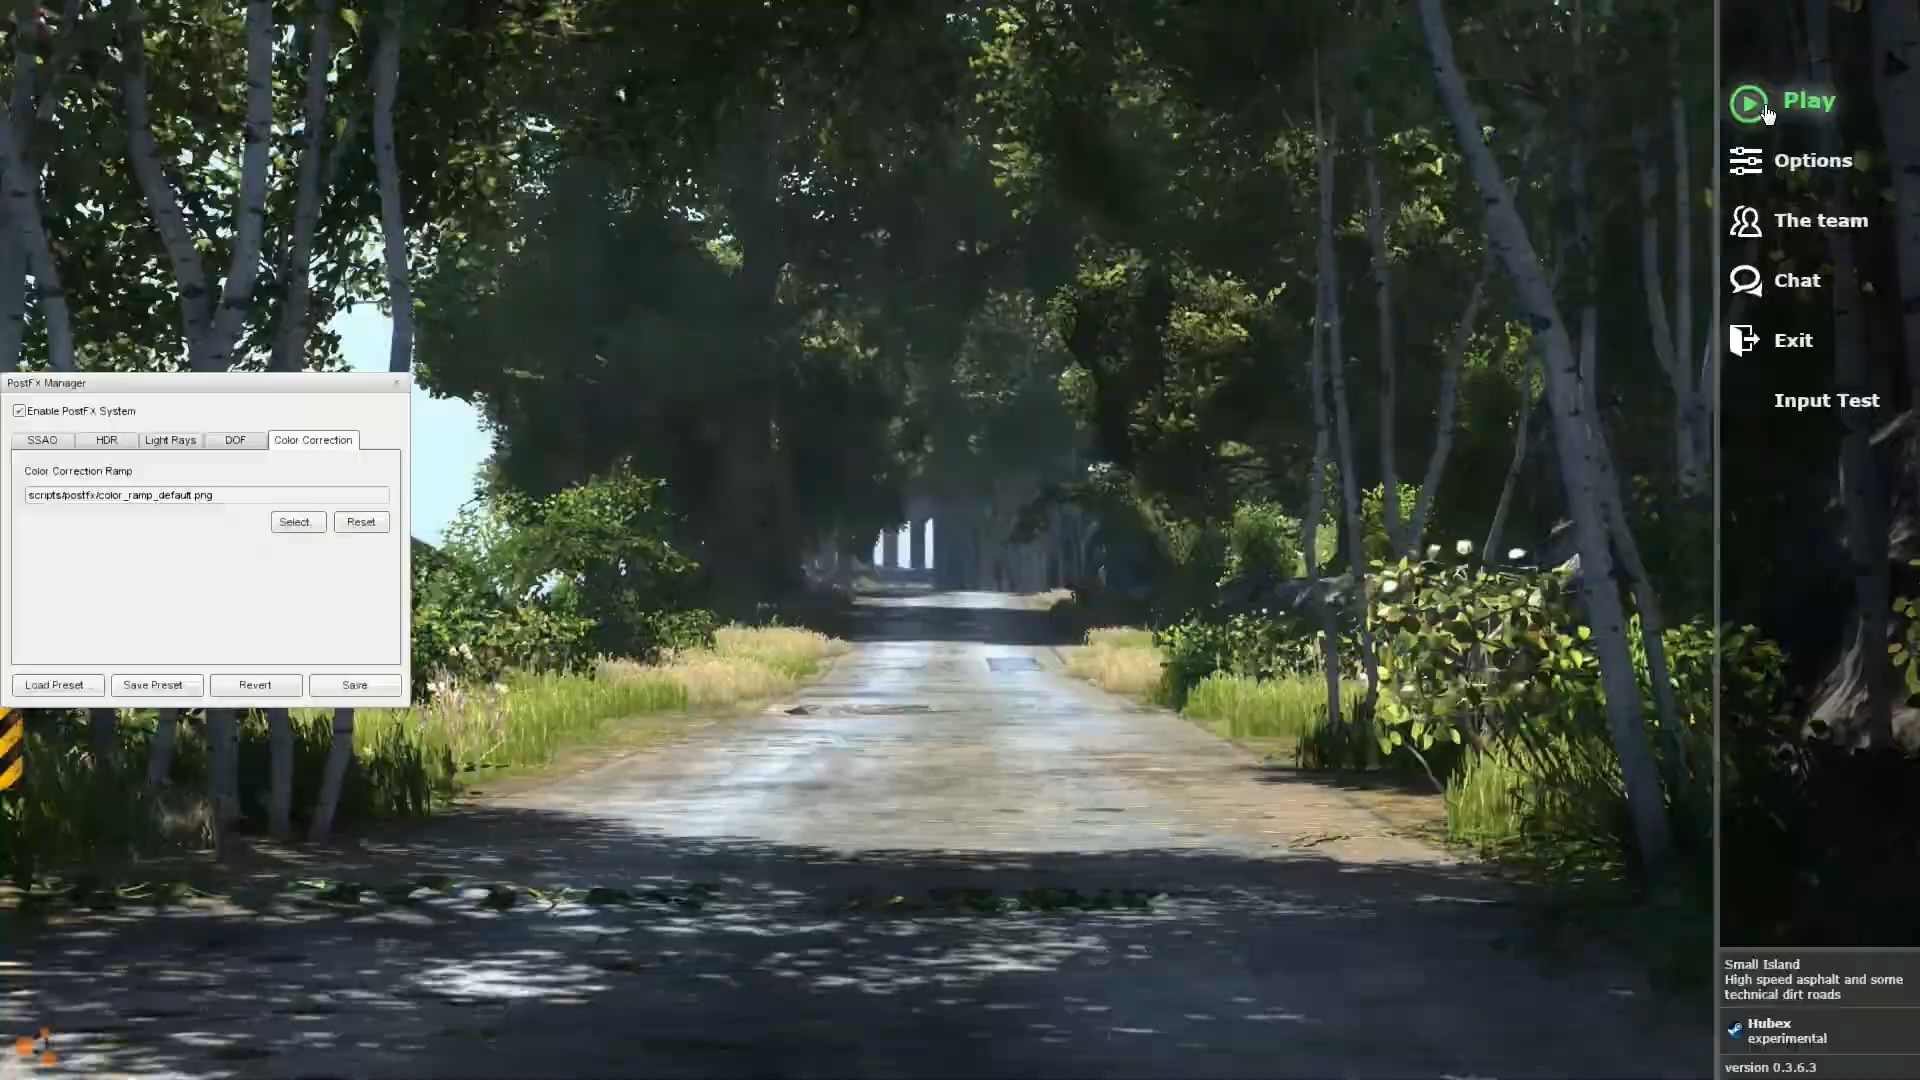 PostFX Manager
Enable PostFX System
SSAO
HDR
Light Rays
DOF
Color Correction
Color Correction Ramp
scripts/postfx/color_ramp_default.png
Select..
Reset
Load Preset ...
Save Preset ...
Revert
Save
Play
Options
The team
Chat
Exit
Input Test
Small Island
High speed asphalt and some
technical dirt roads
Hubex
experimental
version 0.3.6.3